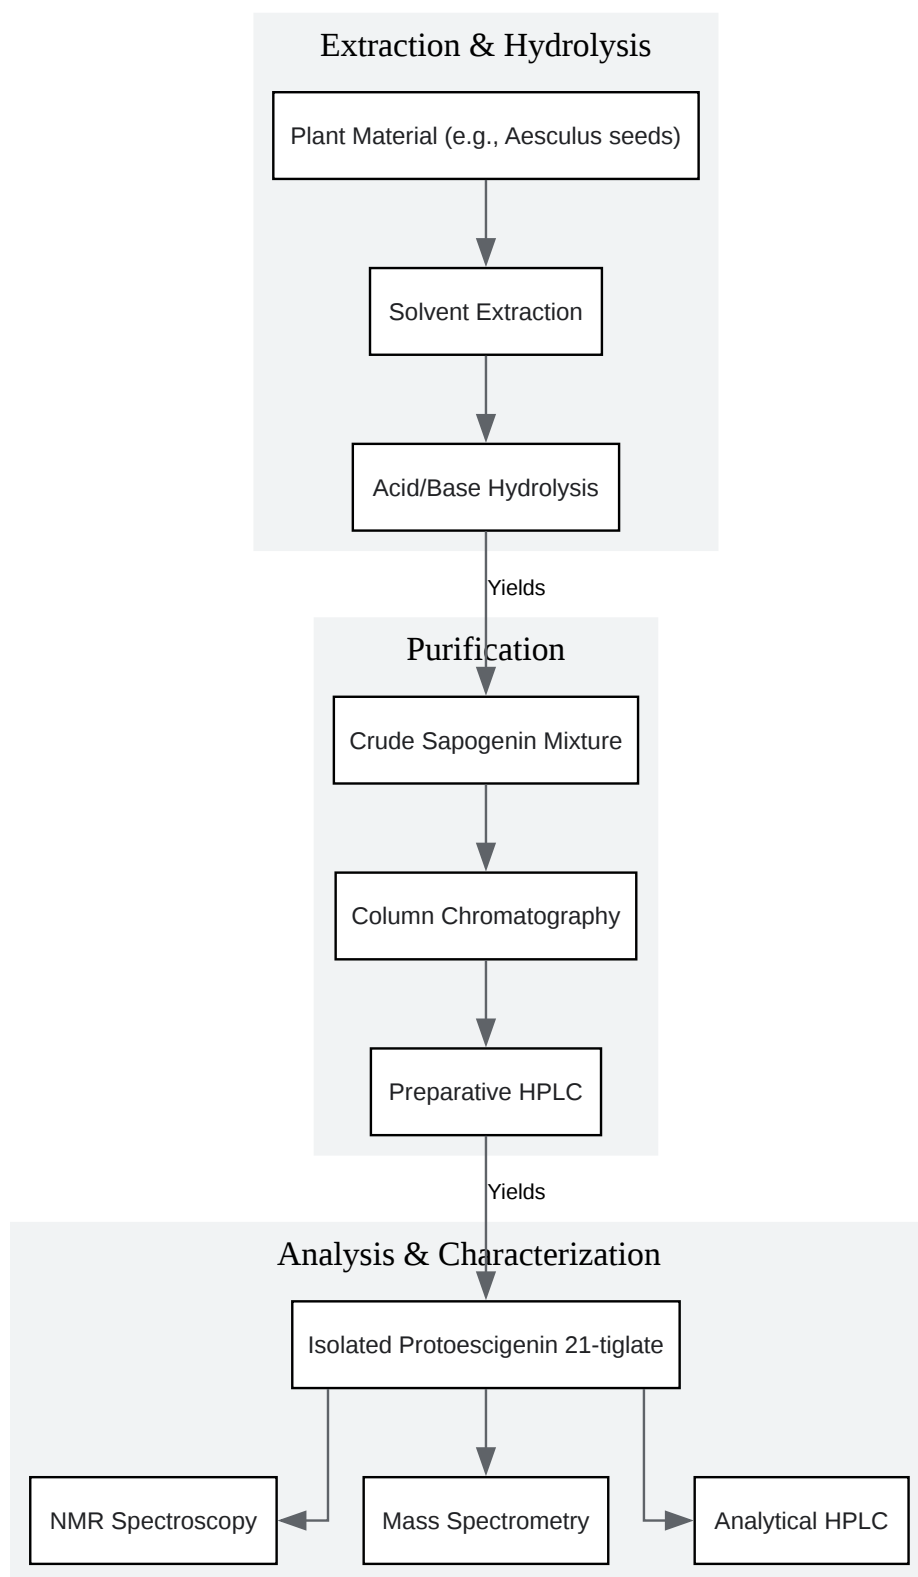 Extraction & Hydrolysis
Plant Material (e.g., Aesculus seeds)
Solvent Extraction
Acid/Base Hydrolysis
Yields
Purification
Crude Sapogenin Mixture
Column Chromatography
Preparative HPLC
Yields
Analysis & Characterization
Isolated Protoescigenin 21-tiglate
NMR Spectroscopy
Mass Spectrometry
Analytical HPLC